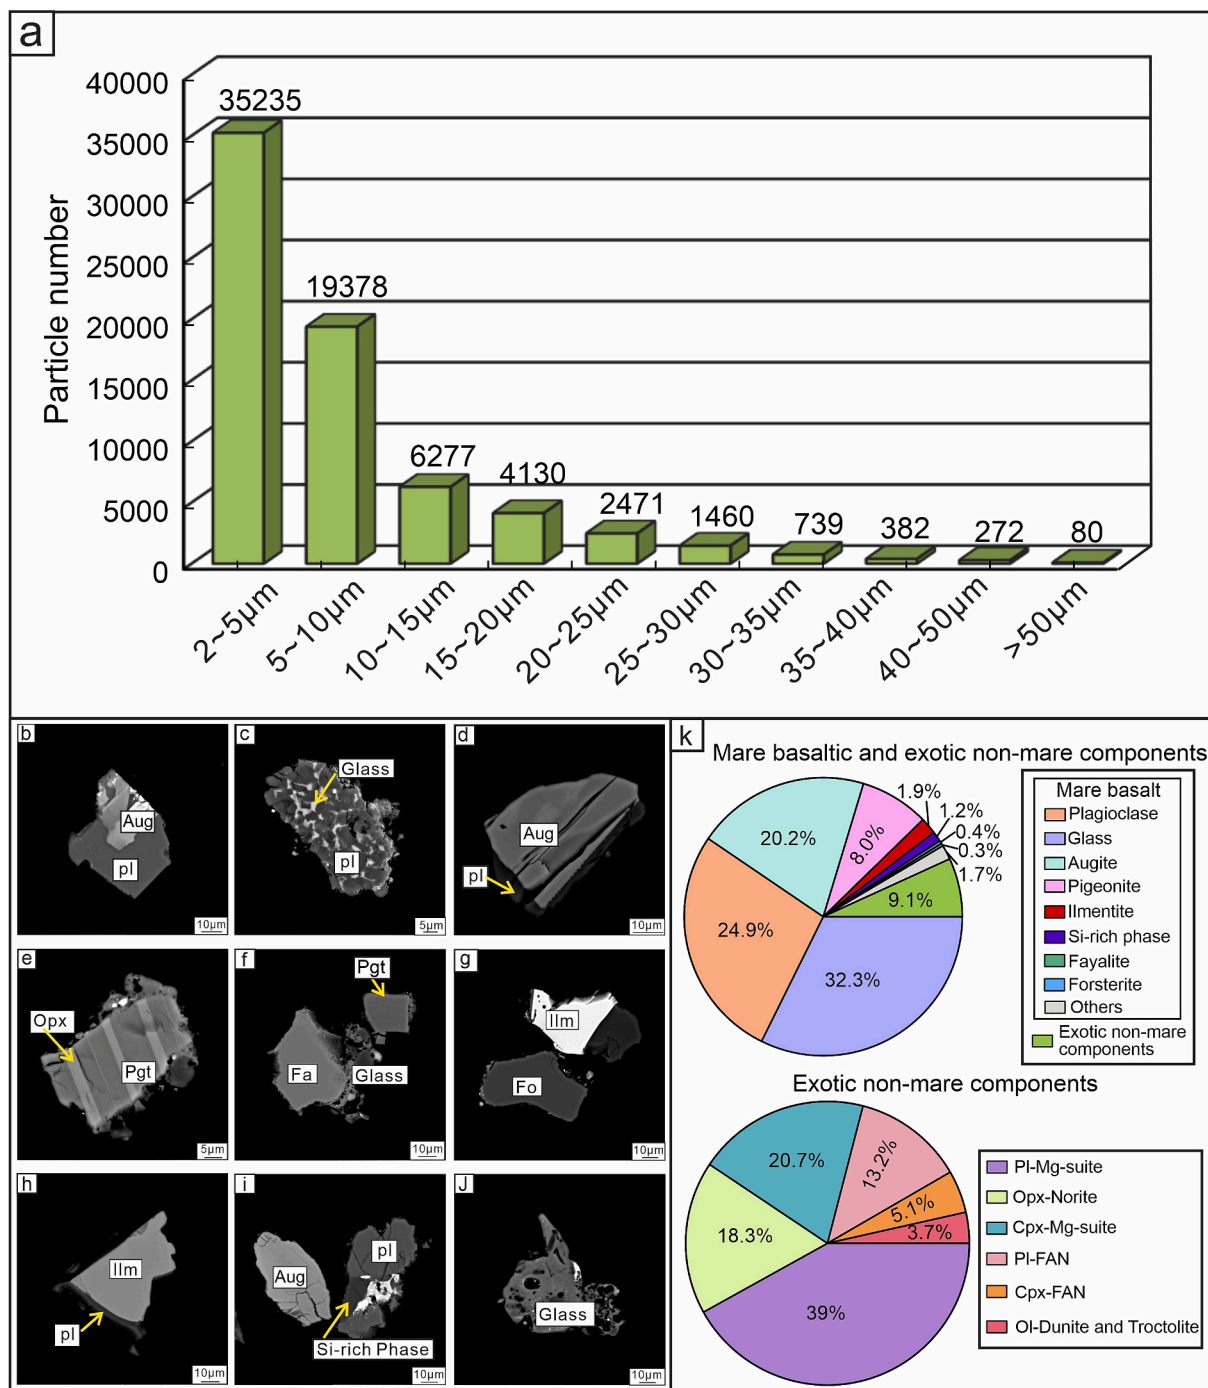 a
40000
35000
30000
25000
20000
15000
10000
5000
0
Particle number
35235
19378
6277
4130
2471
1460
739
382
272
80
2~5μm
5~10μm
10~15μm
15~20μm
20~25μm
25~30μm
30~35μm
35~40μm
40~50μm
>50μm
b
Aug
pl
10μm
c
Glass
pl
5μm
d
Aug
pl
10μm
e
Opx
Pgt
5μm
f
Pgt
Fa
Glass
10μm
g
Ilm
Fo
10μm
h
Ilm
pl
10μm
i
pl
Aug
Si-rich Phase
10μm
J
Glass
10μm
k
Mare basaltic and exotic non-mare components
20.2%
8.0%
1.9%
1.2%
0.4%
0.3%
1.7%
9.1%
24.9%
32.3%
Mare basalt
Plagioclase
Glass
Augite
Pigeonite
Ilmentite
Si-rich phase
Fayalite
Forsterite
Others
Exotic non-mare
components
Exotic non-mare components
20.7%
13.2%
5.1%
3.7%
18.3%
39%
Pl-Mg-suite
Opx-Norite
Cpx-Mg-suite
Pl-FAN
Cpx-FAN
Ol-Dunite and Troctolite